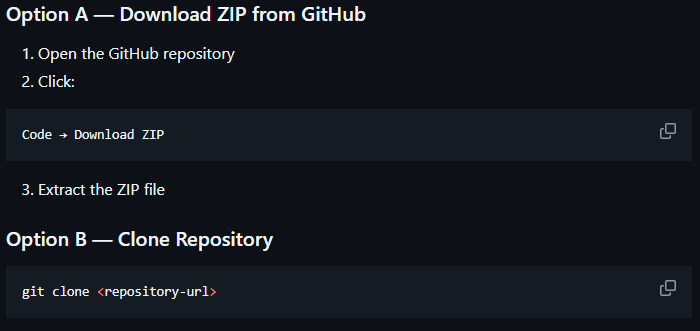 Option A — Download ZIP from GitHub
1. Open the GitHub repository
2. Click:
Code → Download ZIP
3. Extract the ZIP file
Option B — Clone Repository
git clone <repository-url>